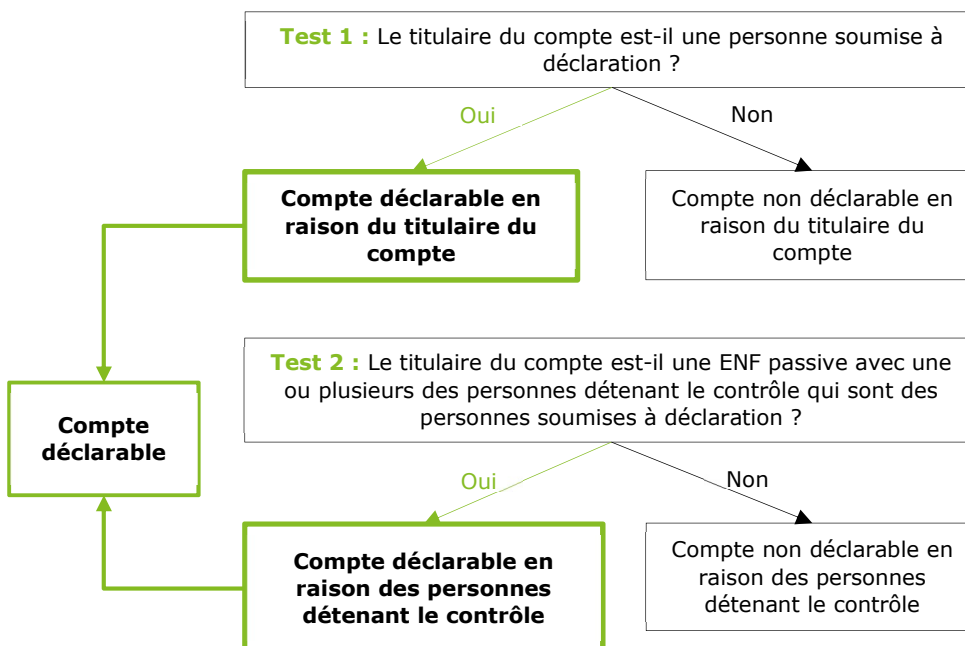 Test 1 : Le titulaire du compte est-il une personne soumise à
déclaration ?
Oui
Non
Compte déclarable en
raison du titulaire du
compte
Compte non déclarable en
raison du titulaire du
compte
Test 2 : Le titulaire du compte est-il une ENF passive avec une
ou plusieurs des personnes détenant le contrôle qui sont des
personnes soumises à déclaration ?
Compte
déclarable
Oui
Non
Compte déclarable en
raison des personnes
détenant le contrôle
Compte non déclarable en
raison des personnes
détenant le contrôle